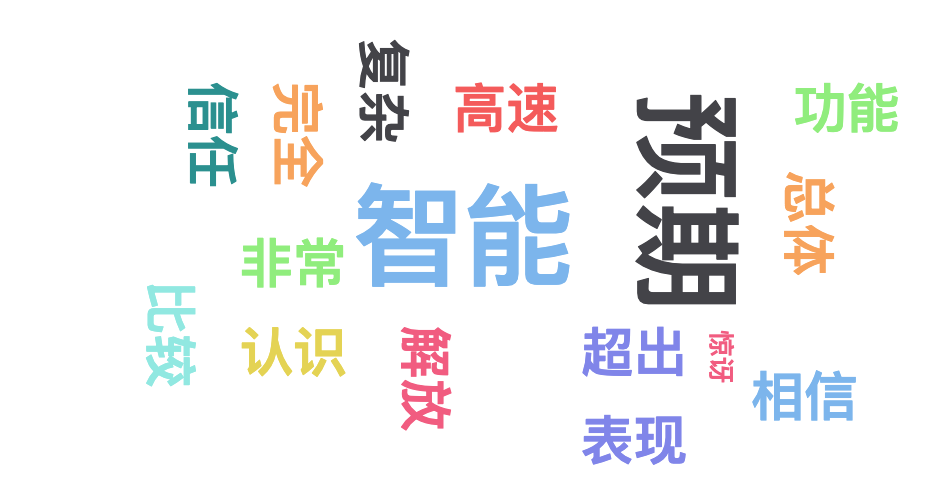 复杂
高速
信任
完全
预期
功能
智能
总体
非常
比较
认识
解放
超出
惊讶
相信
表现